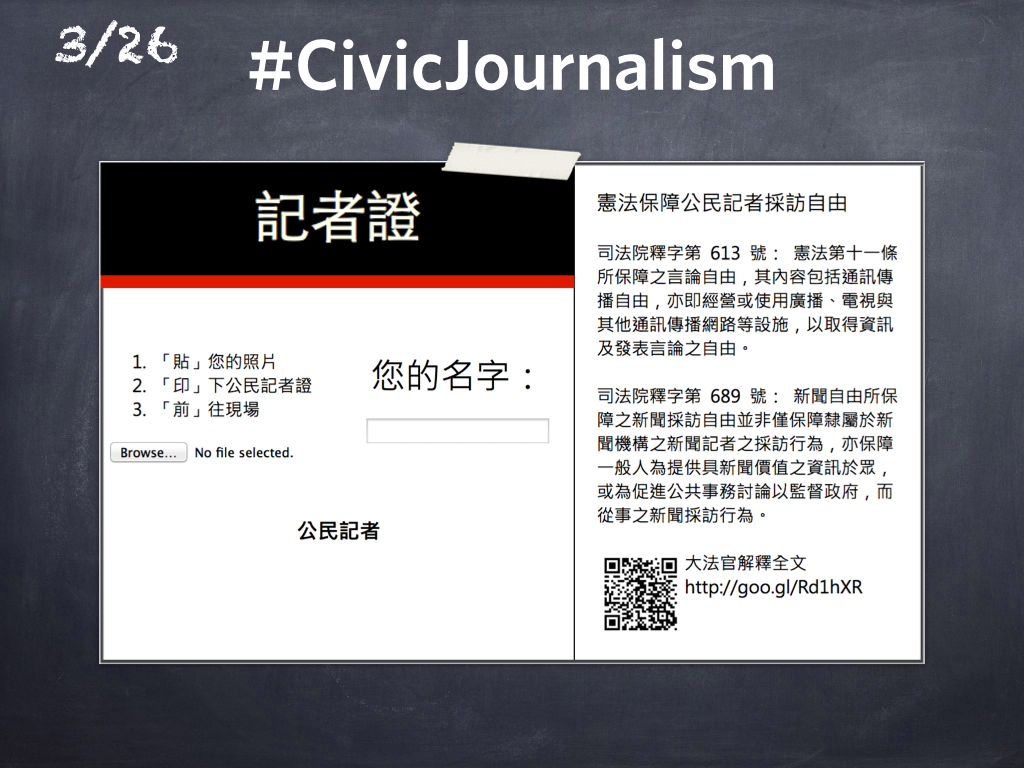 3/26
#CivicJournalism
記者證
1. 「貼」您的照片
2. 「印」下公民記者證
3. 「前」往現場
Browse... No file selected.
您的名字：
公民記者
憲法保障公民記者採訪自由
司法院釋字第 613 號： 憲法第十一條
所保障之言論自由，其內容包括通訊傳
播自由，亦即經營或使用廣播、電視與
其他通訊傳播網路等設施，以取得資訊
及發表言論之自由。
司法院釋字第 689 號： 新聞自由所保
障之新聞採訪自由並非僅保障隸屬於新
聞機構之新聞記者之採訪行為，亦保障
一般人為提供具新聞價值之資訊於眾，
或為促進公共事務討論以監督政府，而
從事之新聞採訪行為。
大法官解釋全文
http://goo.gl/Rd1hXR